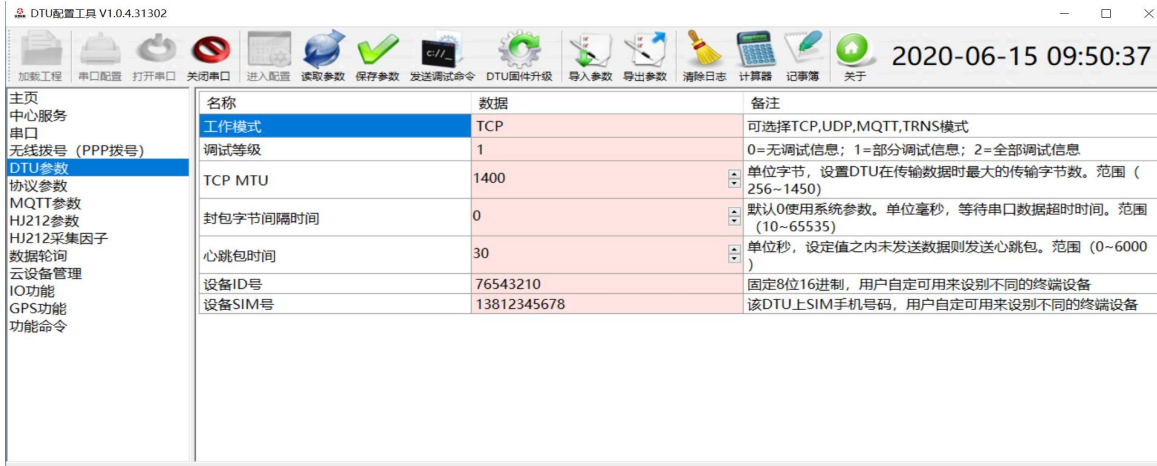 DTU配置工具 V1.0.4.31302
加载工程 串口配置 打开串口 关闭串口 进入配置 读取参数 保存参数 发送调试命令 DTU固件升级 导入参数 导出参数 清除日志 计算器 记事簿 关于 2020-06-15 09:50:37
C://_
主页
中心服务
串口
无线拨号（PPP拨号）
DTU参数
协议参数
MQTT参数
HJ212参数
HJ212采集因子
数据轮询
云设备管理
IO功能
GPS功能
功能命令
名称 数据 备注
工作模式 TCP 可选择TCP,UDP,MQTT,TRNS模式
调试等级 1 0=无调试信息；1=部分调试信息；2=全部调试信息
TCP MTU 1400 单位字节，设置DTU在传输数据时最大的传输字节数。范围（
256~1450）
封包字节间隔时间 0 默认0使用系统参数。单位毫秒，等待串口数据超时时间。范围
（10~65535）
心跳包时间 30 单位秒，设定值之内未发送数据则发送心跳包。范围（0~6000
）
设备ID号 76543210 固定8位16进制，用户自定可用来设别不同的终端设备
设备SIM号 13812345678 该DTU上SIM手机号码，用户自定可用来设别不同的终端设备